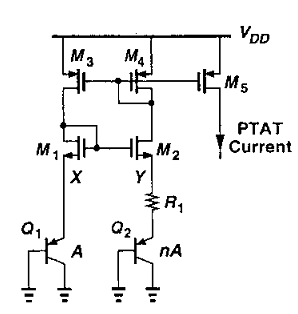 V_DD
M_3 M_4
M_5
PTAT
Current
M_1 M_2
X Y
R_1
Q_1 Q_2
A nA